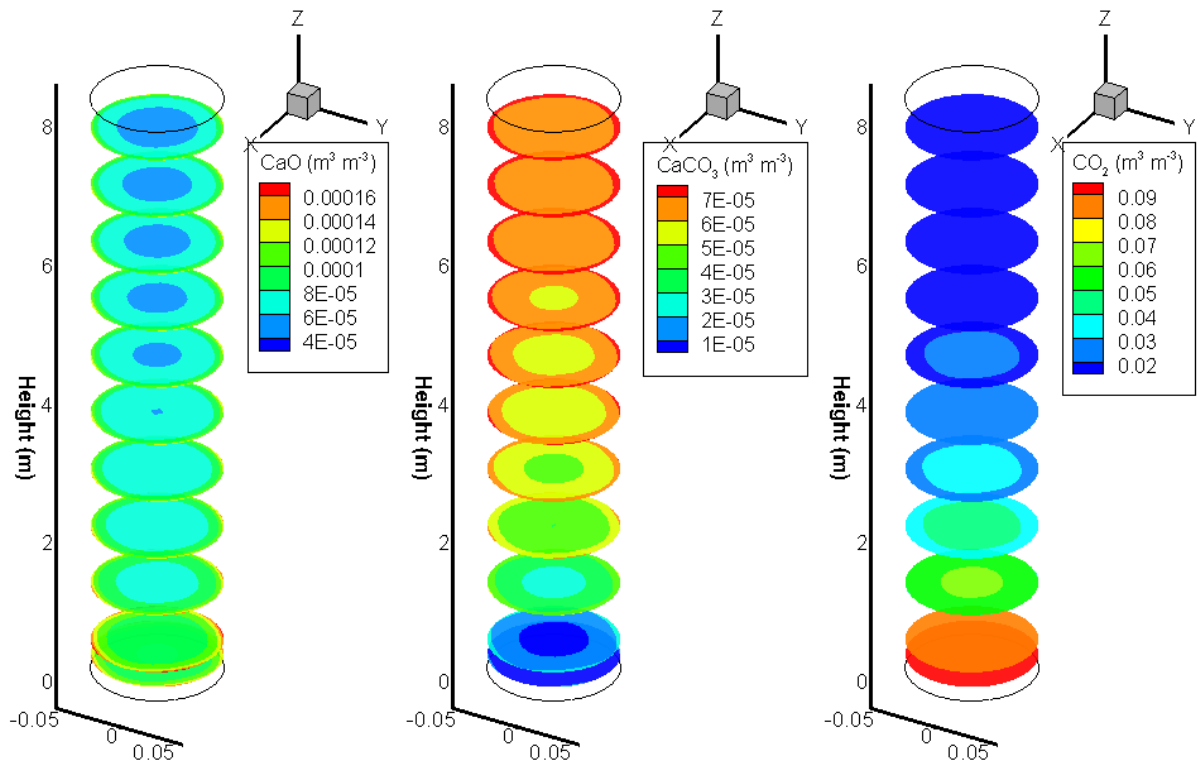 Z
Y
X
CaO (m³ m⁻³)
0.00016
0.00014
0.00012
0.0001
8E-05
6E-05
4E-05
8
6
4
2
0
Height (m)
-0.05
0
0.05
Z
Y
X
CaCO₃ (m³ m⁻³)
7E-05
6E-05
5E-05
4E-05
3E-05
2E-05
1E-05
8
6
4
2
0
Height (m)
-0.05
0
0.05
Z
Y
X
CO₂ (m³ m⁻³)
0.09
0.08
0.07
0.06
0.05
0.04
0.03
0.02
8
6
4
2
0
Height (m)
-0.05
0
0.05